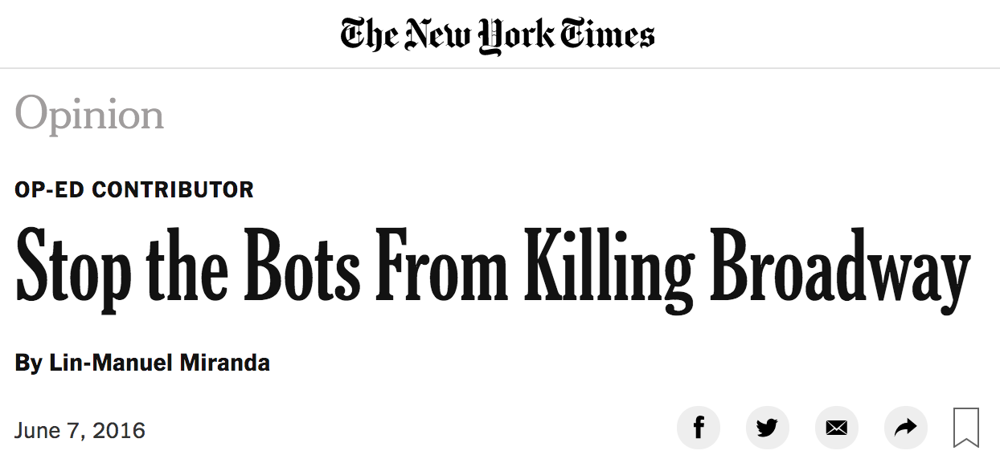 The New York Times
Opinion
OP-ED CONTRIBUTOR
Stop the Bots From Killing Broadway
By Lin-Manuel Miranda
June 7, 2016